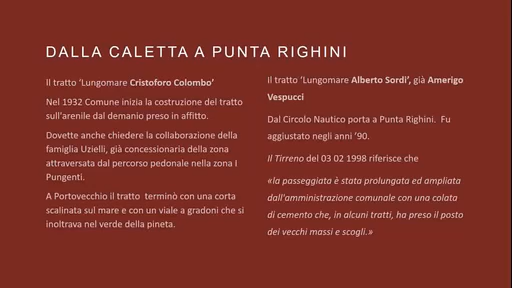 DALLA CALETTA A PUNTA RIGHINI
Il tratto ‘Lungomare Cristoforo Colombo’
Nel 1932 Comune inizia la costruzione del tratto
sull'arenile dal demanio preso in affitto.
Dovette anche chiedere la collaborazione della
famiglia Uzielli, già concessionaria della zona
attraversata dal percorso pedonale nella zona I
Pungenti.
A Portovecchio il tratto terminò con una corta
scalinata sul mare e con un viale a gradoni che si
inoltrava nel verde della pineta.
Il tratto ‘Lungomare Alberto Sordi’, già Amerigo
Vespucci
Dal Circolo Nautico porta a Punta Righini. Fu
aggiustato negli anni ’90.
Il Tirreno del 03 02 1998 riferisce che
«la passeggiata è stata prolungata ed ampliata
dall'amministrazione comunale con una colata
di cemento che, in alcuni tratti, ha preso il posto
dei vecchi massi e scogli.»